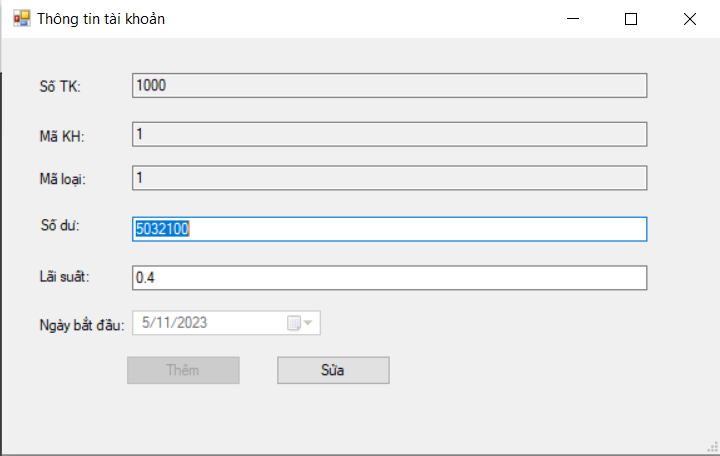 Thông tin tài khoản
Số TK: 1000
Mã KH: 1
Mã loại: 1
Số dư: 5032100
Lãi suất: 0.4
Ngày bắt đầu: 5/11/2023
Thêm Sửa